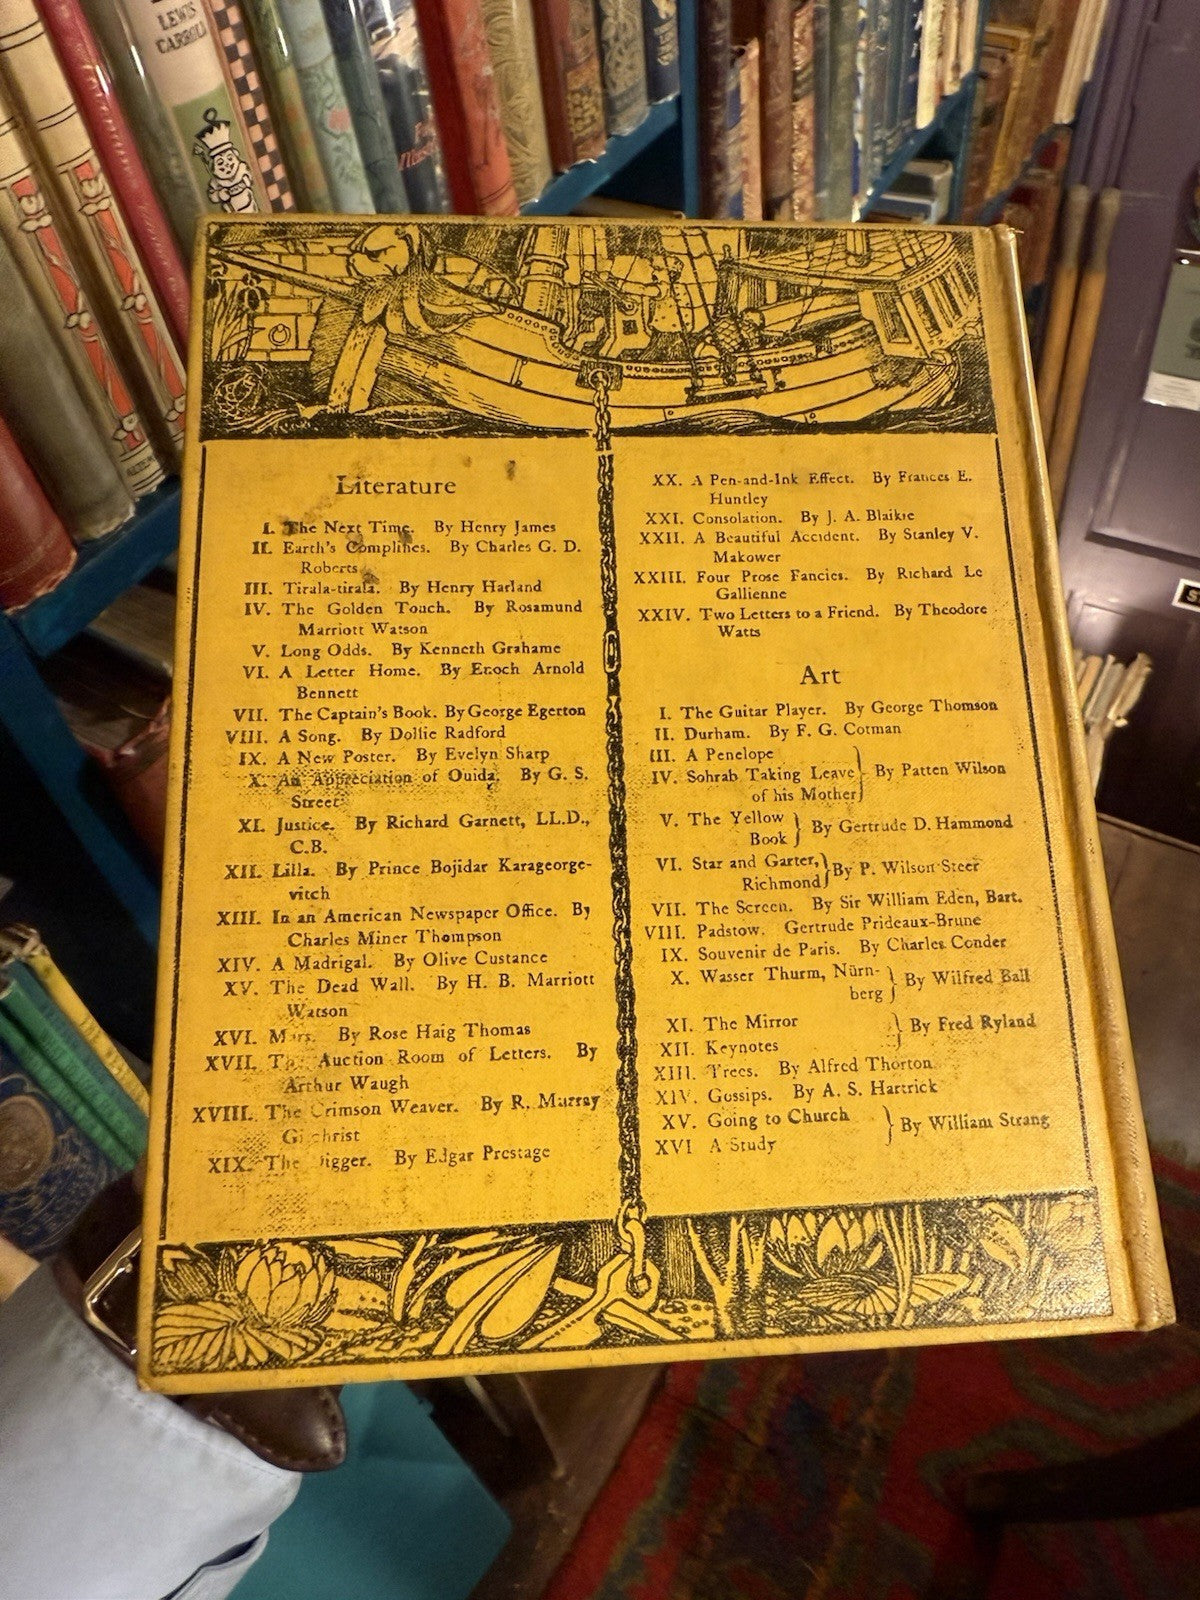 LEWIS
CARROLL
Literature
I. The Next Time. By Henry James
II. Earth's Complines. By Charles G. D.
Roberts
III. Tirala-tirala. By Henry Harland
IV. The Golden Touch. By Rosamund
Marriott Watson
V. Long Odds. By Kenneth Grahame
VI. A Letter Home. By Enoch Arnold
Bennett
VII. The Captain's Book. By George Egerton
VIII. A Song. By Dollie Radford
IX. A New Poster. By Evelyn Sharp
X. An Appreciation of Ouida. By G. S.
Street
XI. Justice. By Richard Garnett, LL.D.,
C.B.
XII. Lilla. By Prince Bojidar Karageorge-
vitch
XIII. In an American Newspaper Office. By
Charles Miner Thompson
XIV. A Madrigal. By Olive Custance
XV. The Dead Wall. By H. B. Marriott
Watson
XVI. By Rose Haig Thomas
XVII. The Auction Room of Letters. By
Arthur Waugh
XVIII. The Crimson Weaver. By R. Murray
Gilchrist
XIX. The Digger. By Edgar Prestage
XX. A Pen-and-Ink Effect. By Frances E.
Huntley
XXI. Consolation. By J. A. Blaikie
XXII. A Beautiful Accident. By Stanley V.
Makower
XXIII. Four Prose Fancies. By Richard Le
Gallienne
XXIV. Two Letters to a Friend. By Theodore
Watts
Art
I. The Guitar Player. By George Thomson
II. Durham. By F. G. Cotman
III. A Penelope
IV. Sohrab Taking Leave } By Patten Wilson
of his Mother
V. The Yellow
Book } By Gertrude D. Hammond
VI. Star and Garter, } By P. Wilson Steer
Richmond
VII. The Screen. By Sir William Eden, Bart.
VIII. Padstow. Gertrude Prideaux-Brune
IX. Souvenir de Paris. By Charles Conder
X. Wasser Thurm, Nürn- } By Wilfred Ball
berg
XI. The Mirror } By Fred Ryland
XII. Keynotes
XIII. Trees. By Alfred Thorton
XIV. Gossips. By A. S. Hartrick
XV. Going to Church } By William Strang
XVI A Study